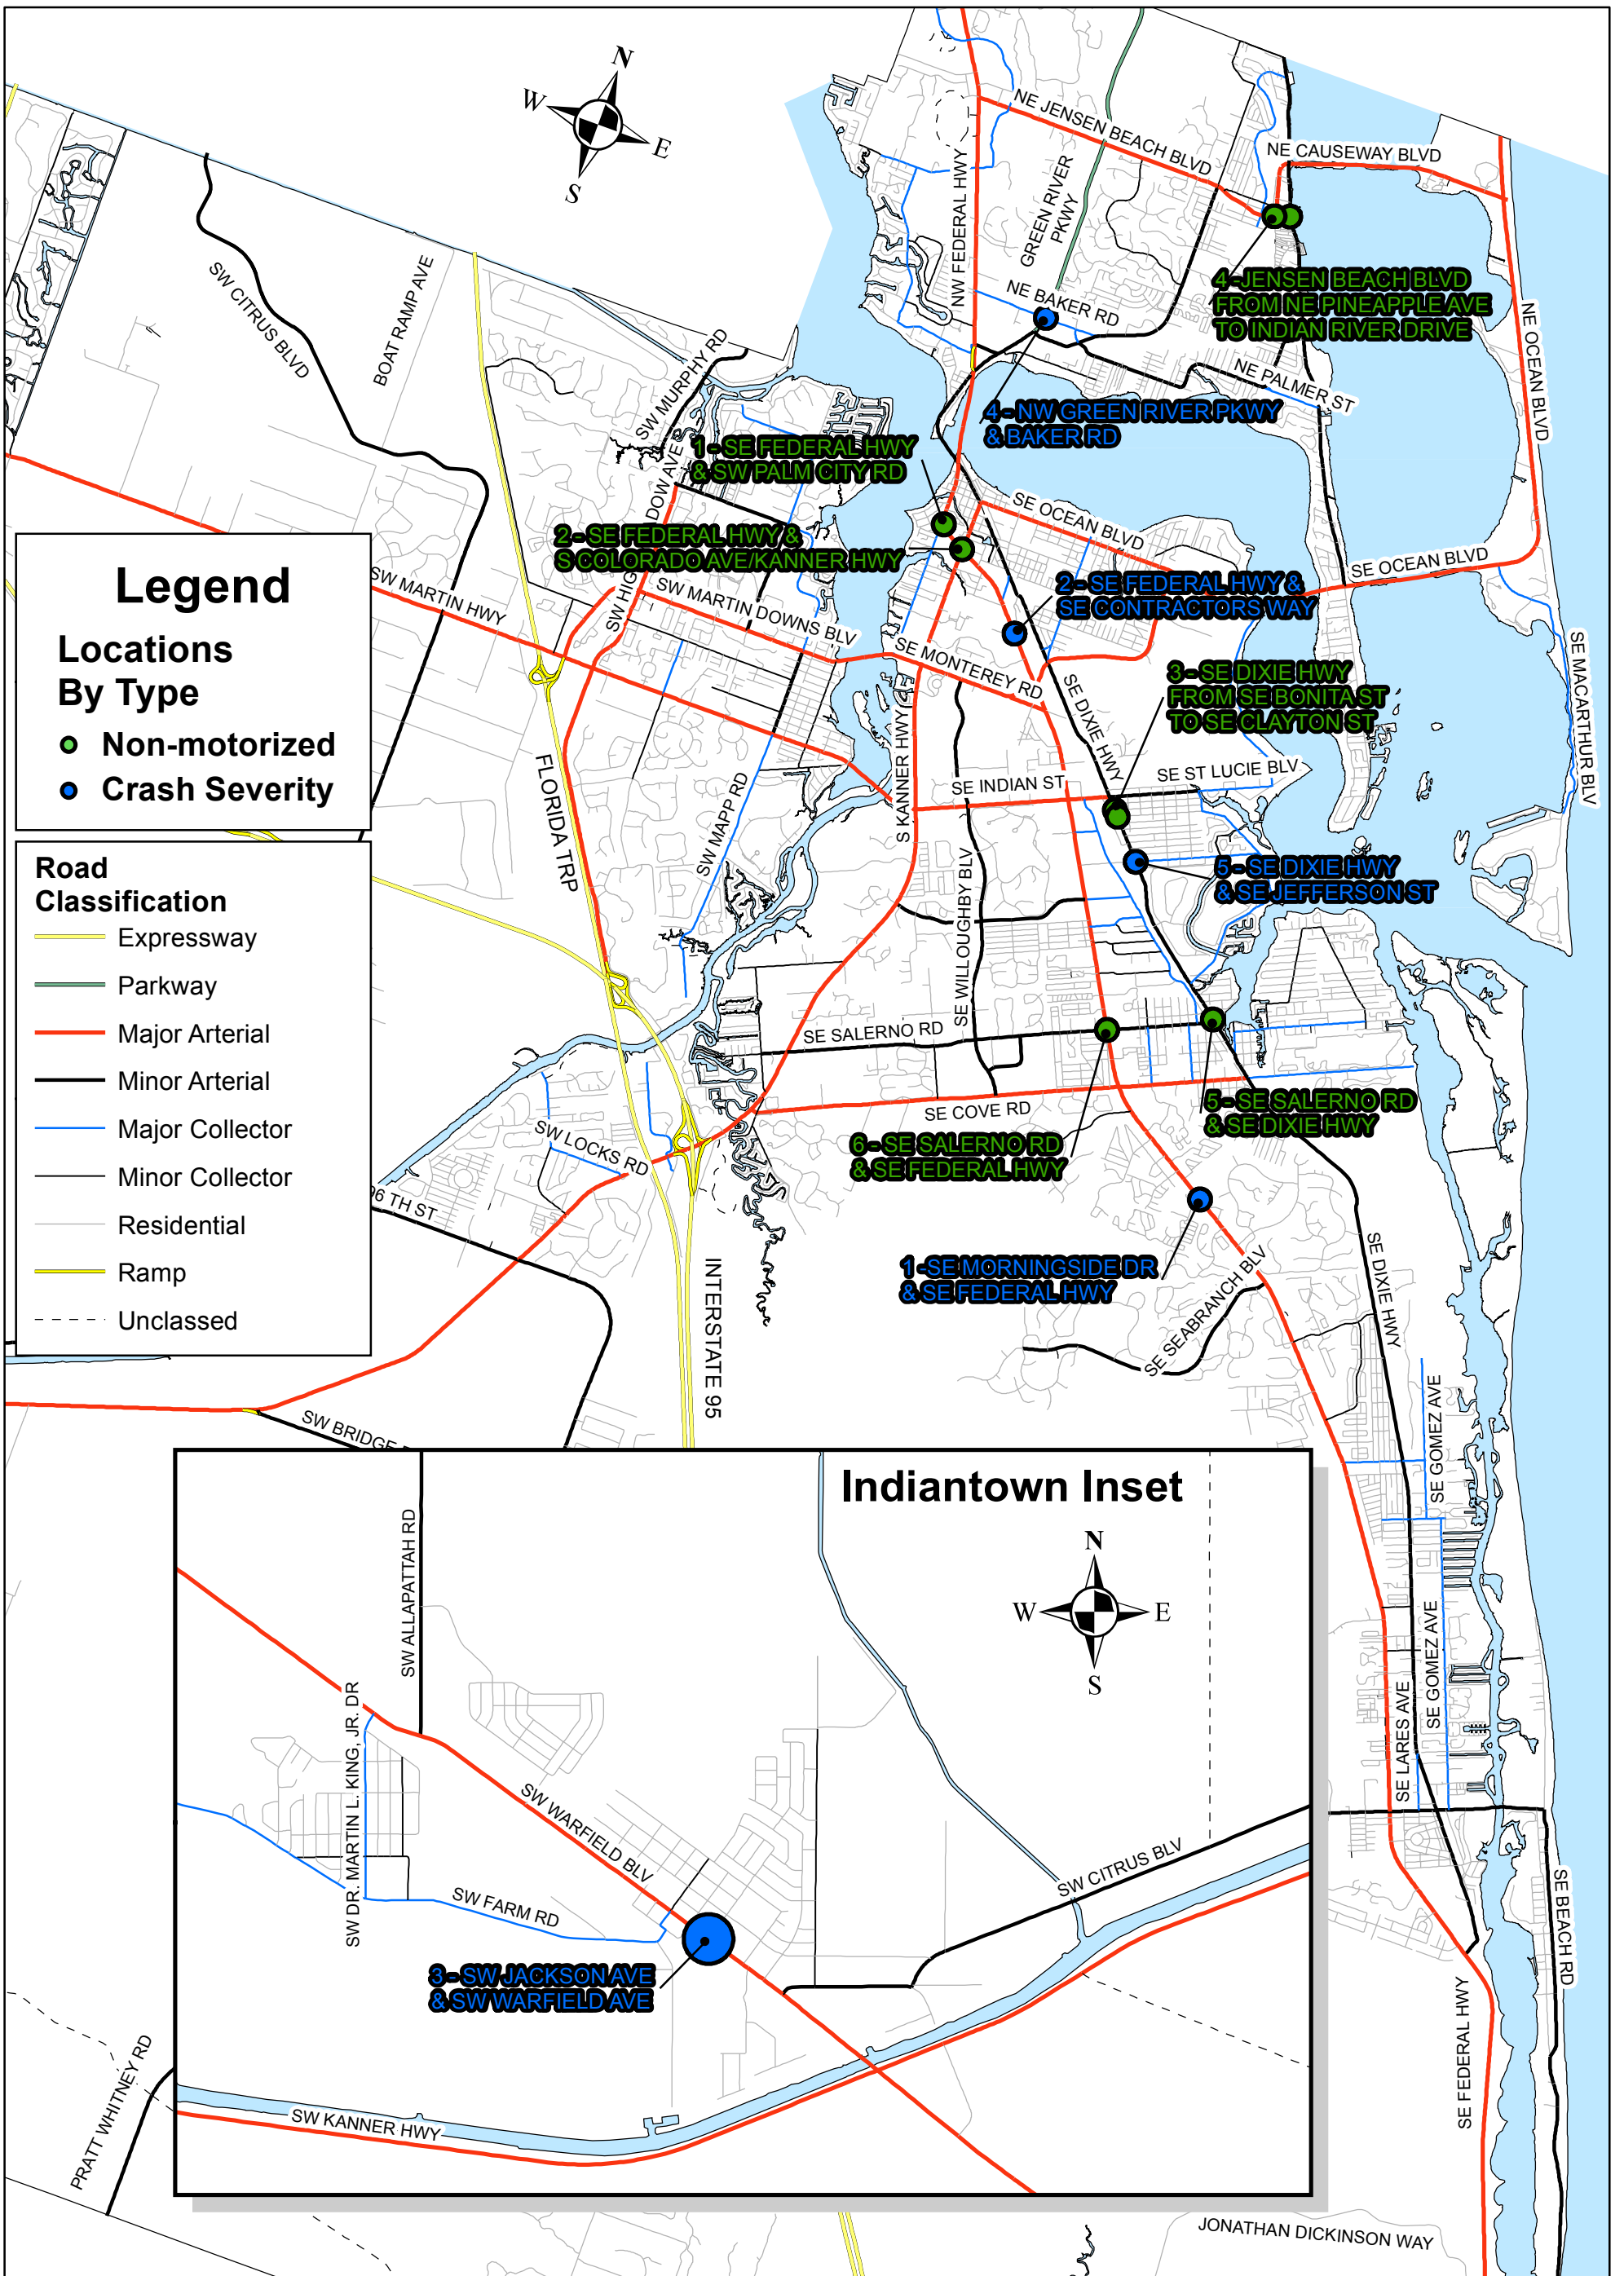 N
W
E
S
NE JENSEN BEACH BLVD
NE CAUSEWAY BLVD
NW FEDERAL HWY
GREEN RIVER
PKWY
SW CITRUS BLVD
BOAT RAMP AVE
4 -JENSEN BEACH BLVD
FROM NE PINEAPPLE AVE
TO INDIAN RIVER DRIVE
NE BAKER RD
NE OCEAN BLVD
SW MURPHY RD
NE PALMER ST
4 - NW GREEN RIVER PKWY
& BAKER RD
1 - SE FEDERAL HWY
& SW PALM CITY RD
SE OCEAN BLVD
2 - SE FEDERAL HWY &
S COLORADO AVE/KANNER HWY
SE OCEAN BLVD
SW MARTIN HWY
SW MARTIN DOWNS BLV
2 - SE FEDERAL HWY &
SE CONTRACTORS WAY
SE MONTEREY RD
SE MACARTHUR BLV
3 - SE DIXIE HWY
FROM SE BONITA ST
TO SE CLAYTON ST
SE DIXIE HWY
S KANNER HWY
FLORIDA TRP
SE INDIAN ST
SE ST LUCIE BLV
SW MAPP RD
SE WILLOUGHBY BLV
5 - SE DIXIE HWY
& SE JEFFERSON ST
SE SALERNO RD
SE COVE RD
5 - SE SALERNO RD
& SE DIXIE HWY
6 - SE SALERNO RD
& SE FEDERAL HWY
SW LOCKS RD
96 TH ST
1 -SE MORNINGSIDE DR
& SE FEDERAL HWY
SE SEABRANCH BLV
SE DIXIE HWY
INTERSTATE 95
SE GOMEZ AVE
SW BRIDGE
SE GOMEZ AVE
SE LARES AVE
SE BEACH RD
SE FEDERAL HWY
PRATT WHITNEY RD
JONATHAN DICKINSON WAY
Legend
Locations
By Type
Non-motorized
Crash Severity
Road
Classification
Expressway
Parkway
Major Arterial
Minor Arterial
Major Collector
Minor Collector
Residential
Ramp
Unclassed
Indiantown Inset
N
W
E
S
SW ALLAPATTAH RD
SW DR. MARTIN L. KING, JR. DR
SW WARFIELD BLV
SW FARM RD
SW CITRUS BLV
3 - SW JACKSON AVE
& SW WARFIELD AVE
SW KANNER HWY